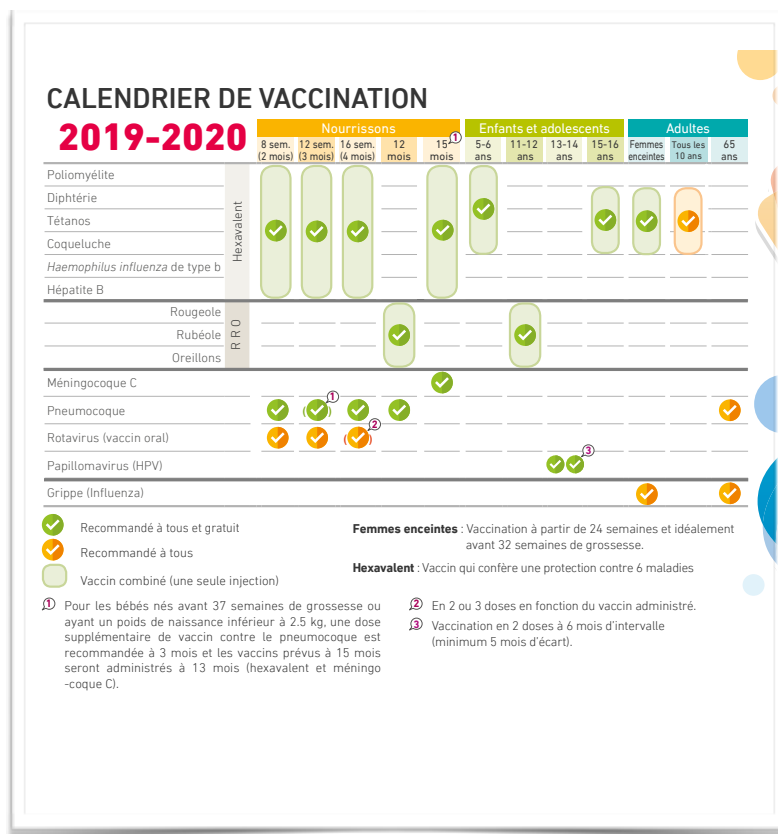 CALENDRIER DE VACCINATION
2019-2020
Nourrissons
Enfants et adolescents
Adultes
8 sem. (2 mois)
12 sem. (3 mois)
16 sem. (4 mois)
12 mois
15 mois
1
5-6 ans
11-12 ans
13-14 ans
15-16 ans
Femmes enceintes
Tous les 10 ans
65 ans
Poliomyélite
Diphtérie
Tétanos
Coqueluche
Haemophilus influenza de type b
Hépatite B
Hexavalent
Rougeole
Rubéole
Oreillons
R R O
Méningocoque C
Pneumocoque
1
Rotavirus (vaccin oral)
2
Papillomavirus (HPV)
3
Grippe (Influenza)
Recommandé à tous et gratuit
Recommandé à tous
Vaccin combiné (une seule injection)
Femmes enceintes : Vaccination à partir de 24 semaines et idéalement
avant 32 semaines de grossesse.
Hexavalent : Vaccin qui confère une protection contre 6 maladies
1 Pour les bébés nés avant 37 semaines de grossesse ou
ayant un poids de naissance inférieur à 2.5 kg, une dose
supplémentaire de vaccin contre le pneumocoque est
recommandée à 3 mois et les vaccins prévus à 15 mois
seront administrés à 13 mois (hexavalent et méningo
-coque C).
2 En 2 ou 3 doses en fonction du vaccin administré.
3 Vaccination en 2 doses à 6 mois d'intervalle
(minimum 5 mois d'écart).